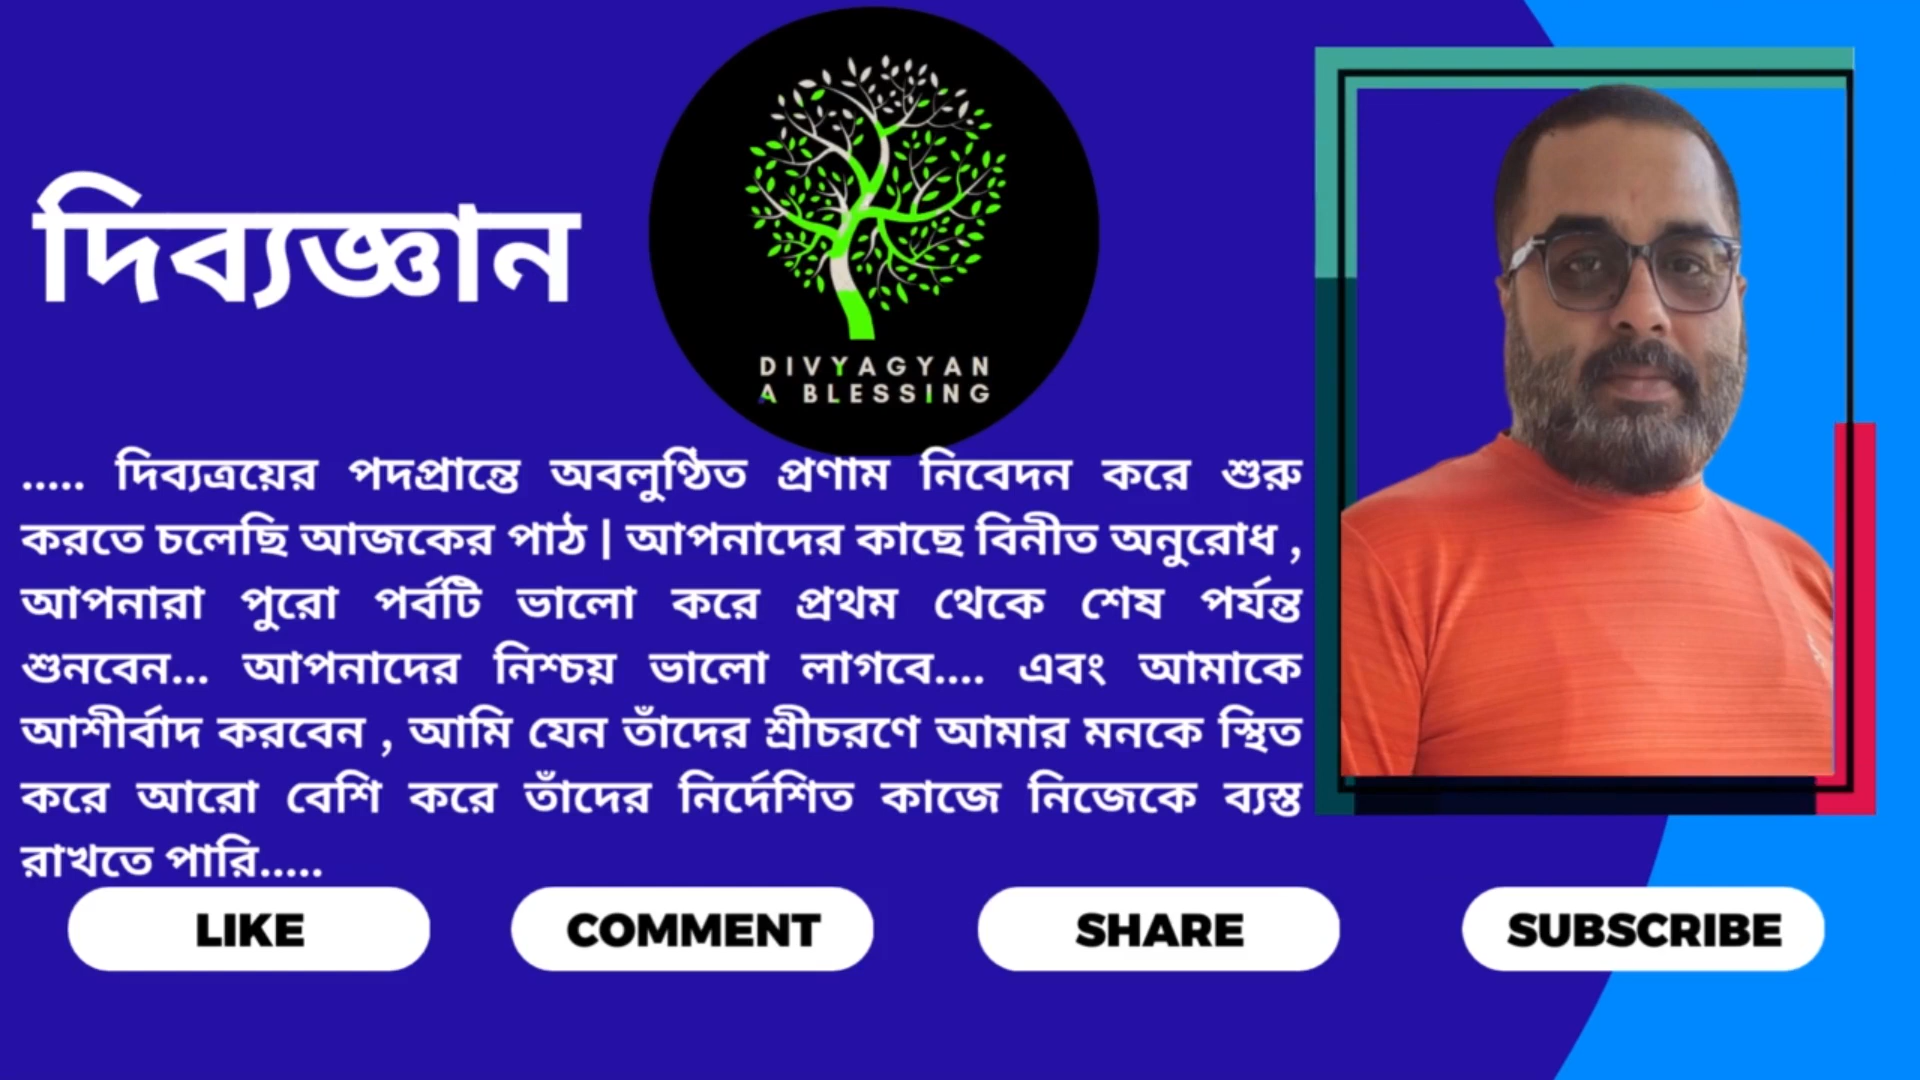 দিব্যজ্ঞান
DIVYAGYAN
A BLESSING
..... দিব্যত্রয়ের পদপ্রান্তে অবলুণ্ঠিত প্রণাম নিবেদন করে শুরু
করতে চলেছি আজকের পাঠ | আপনাদের কাছে বিনীত অনুরোধ ,
আপনারা পুরো পর্বটি ভালো করে প্রথম থেকে শেষ পর্যন্ত
শুনবেন... আপনাদের নিশ্চয় ভালো লাগবে.... এবং আমাকে
আশীর্বাদ করবেন , আমি যেন তাঁদের শ্রীচরণে আমার মনকে স্থিত
করে আরো বেশি করে তাঁদের নির্দেশিত কাজে নিজেকে ব্যস্ত
রাখতে পারি.....
LIKE COMMENT SHARE SUBSCRIBE